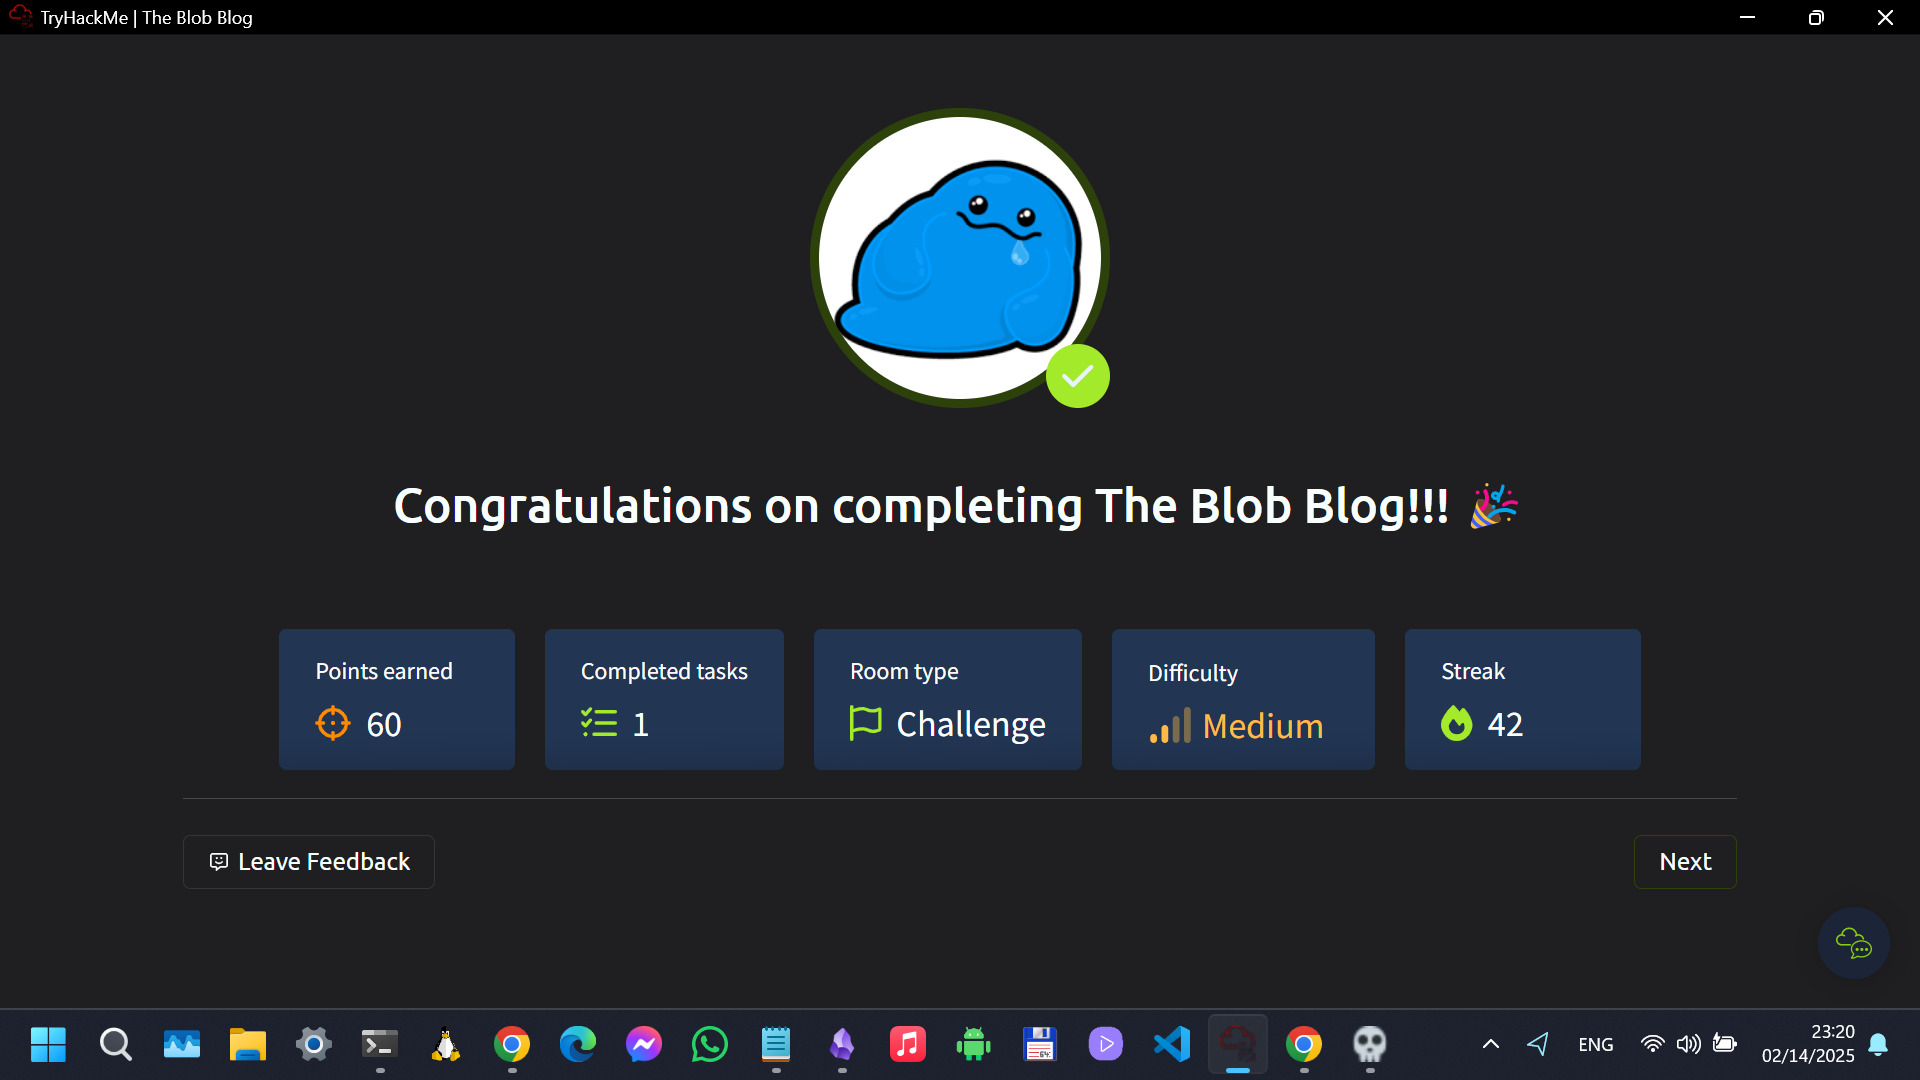 TryHackMe | The Blob Blog
Congratulations on completing The Blob Blog!!! 🎉
Points earned
60
Completed tasks
1
Room type
Challenge
Difficulty
Medium
Streak
42
Leave Feedback
Next
64
ENG
23:20
02/14/2025